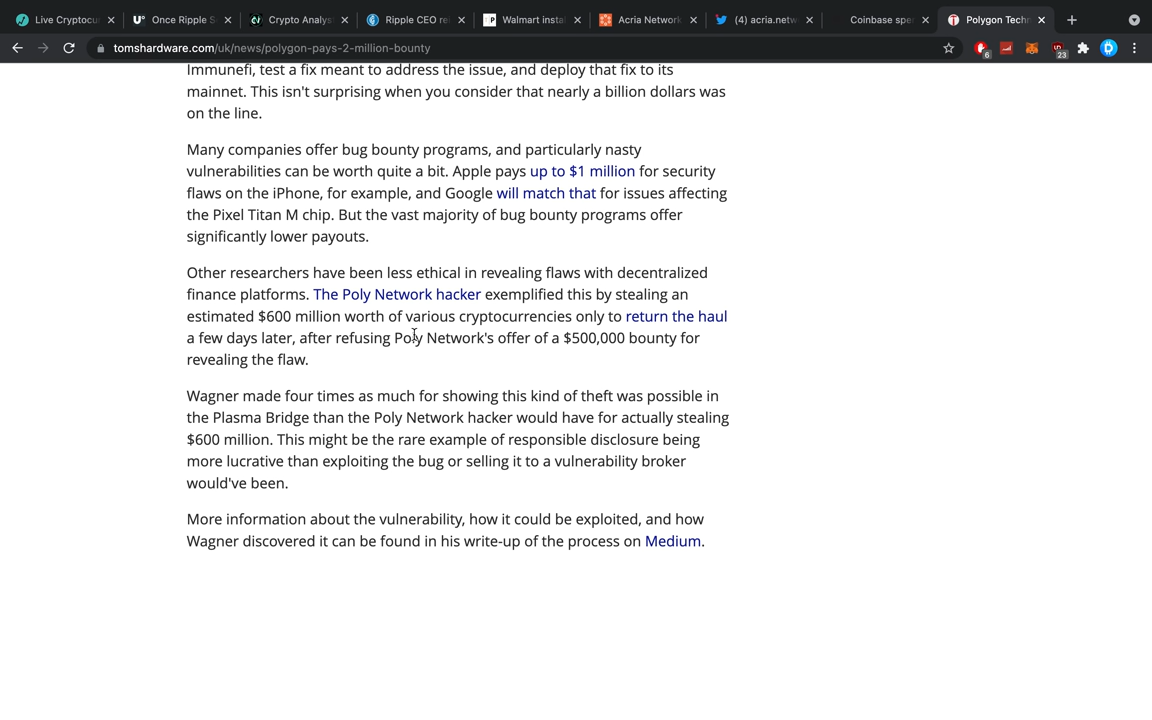 Live Cryptocur
Once Ripple S
Crypto Analys
Ripple CEO re
Walmart insta
Acria Network
(4) acria.netw
Coinbase spe
Polygon Techn
tomshardware.com/uk/news/polygon-pays-2-million-bounty
6
23
Immunefi, test a fix meant to address the issue, and deploy that fix to its
mainnet. This isn't surprising when you consider that nearly a billion dollars was
on the line.
Many companies offer bug bounty programs, and particularly nasty
vulnerabilities can be worth quite a bit. Apple pays up to $1 million for security
flaws on the iPhone, for example, and Google will match that for issues affecting
the Pixel Titan M chip. But the vast majority of bug bounty programs offer
significantly lower payouts.
Other researchers have been less ethical in revealing flaws with decentralized
finance platforms. The Poly Network hacker exemplified this by stealing an
estimated $600 million worth of various cryptocurrencies only to return the haul
a few days later, after refusing Poly Network's offer of a $500,000 bounty for
revealing the flaw.
Wagner made four times as much for showing this kind of theft was possible in
the Plasma Bridge than the Poly Network hacker would have for actually stealing
$600 million. This might be the rare example of responsible disclosure being
more lucrative than exploiting the bug or selling it to a vulnerability broker
would've been.
More information about the vulnerability, how it could be exploited, and how
Wagner discovered it can be found in his write-up of the process on Medium.